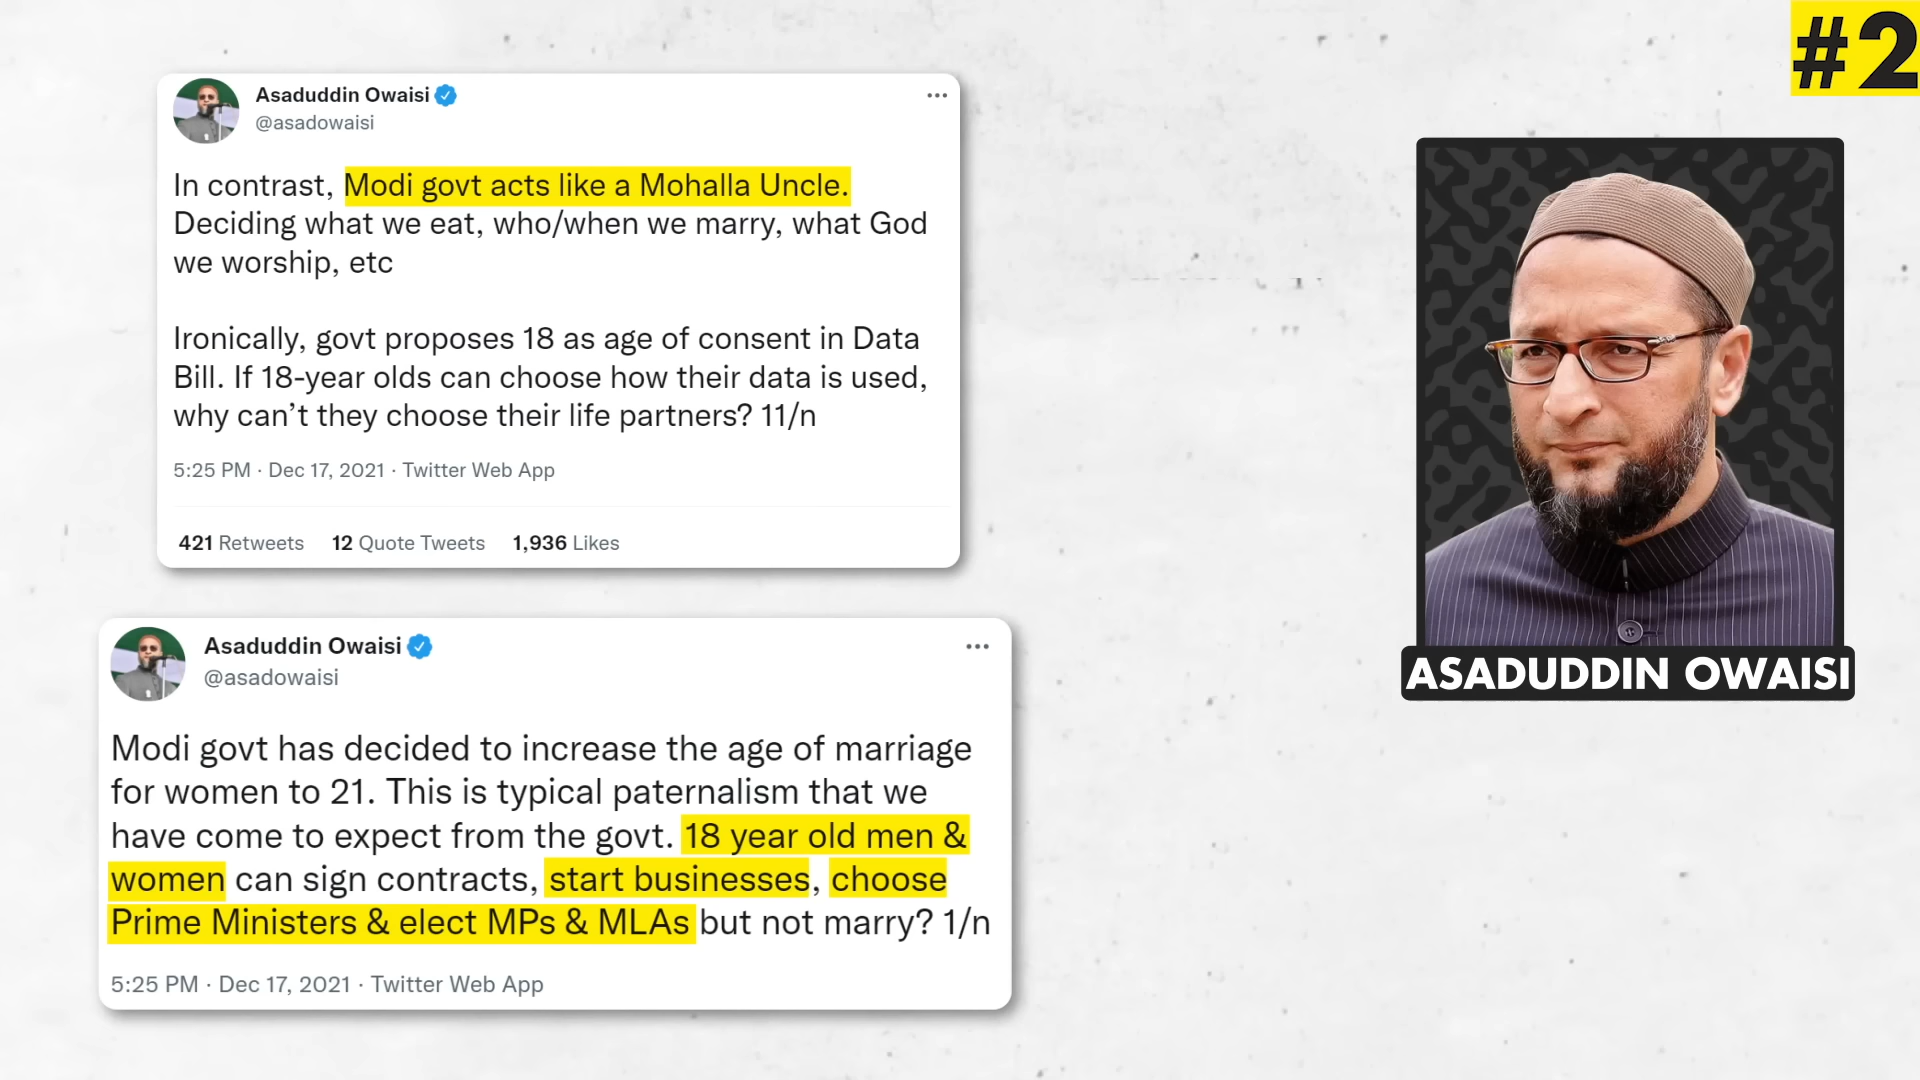 #2
Asaduddin Owaisi
@asadowaisi
In contrast, Modi govt acts like a Mohalla Uncle.
Deciding what we eat, who/when we marry, what God
we worship, etc
Ironically, govt proposes 18 as age of consent in Data
Bill. If 18-year olds can choose how their data is used,
why can’t they choose their life partners? 11/n
5:25 PM · Dec 17, 2021 · Twitter Web App
421 Retweets 12 Quote Tweets 1,936 Likes
Asaduddin Owaisi
@asadowaisi
Modi govt has decided to increase the age of marriage
for women to 21. This is typical paternalism that we
have come to expect from the govt. 18 year old men &
women can sign contracts, start businesses, choose
Prime Ministers & elect MPs & MLAs but not marry? 1/n
5:25 PM · Dec 17, 2021 · Twitter Web App
ASADUDDIN OWAISI